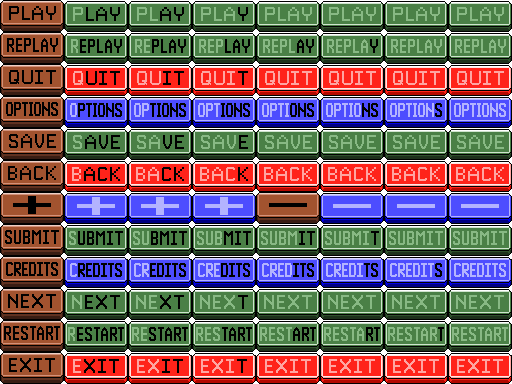 PLAY PLAY PLAY PLAY PLAY PLAY PLAY PLAY
REPLAY REPLAY REPLAY REPLAY REPLAY REPLAY REPLAY REPLAY
QUIT QUIT QUIT QUIT QUIT QUIT QUIT QUIT
OPTIONS OPTIONS OPTIONS OPTIONS OPTIONS OPTIONS OPTIONS OPTIONS
SAVE SAVE SAVE SAVE SAVE SAVE SAVE SAVE
BACK BACK BACK BACK BACK BACK BACK BACK
+ + + + - - - -
SUBMIT SUBMIT SUBMIT SUBMIT SUBMIT SUBMIT SUBMIT SUBMIT
CREDITS CREDITS CREDITS CREDITS CREDITS CREDITS CREDITS CREDITS
NEXT NEXT NEXT NEXT NEXT NEXT NEXT NEXT
RESTART RESTART RESTART RESTART RESTART RESTART RESTART RESTART
EXIT EXIT EXIT EXIT EXIT EXIT EXIT EXIT